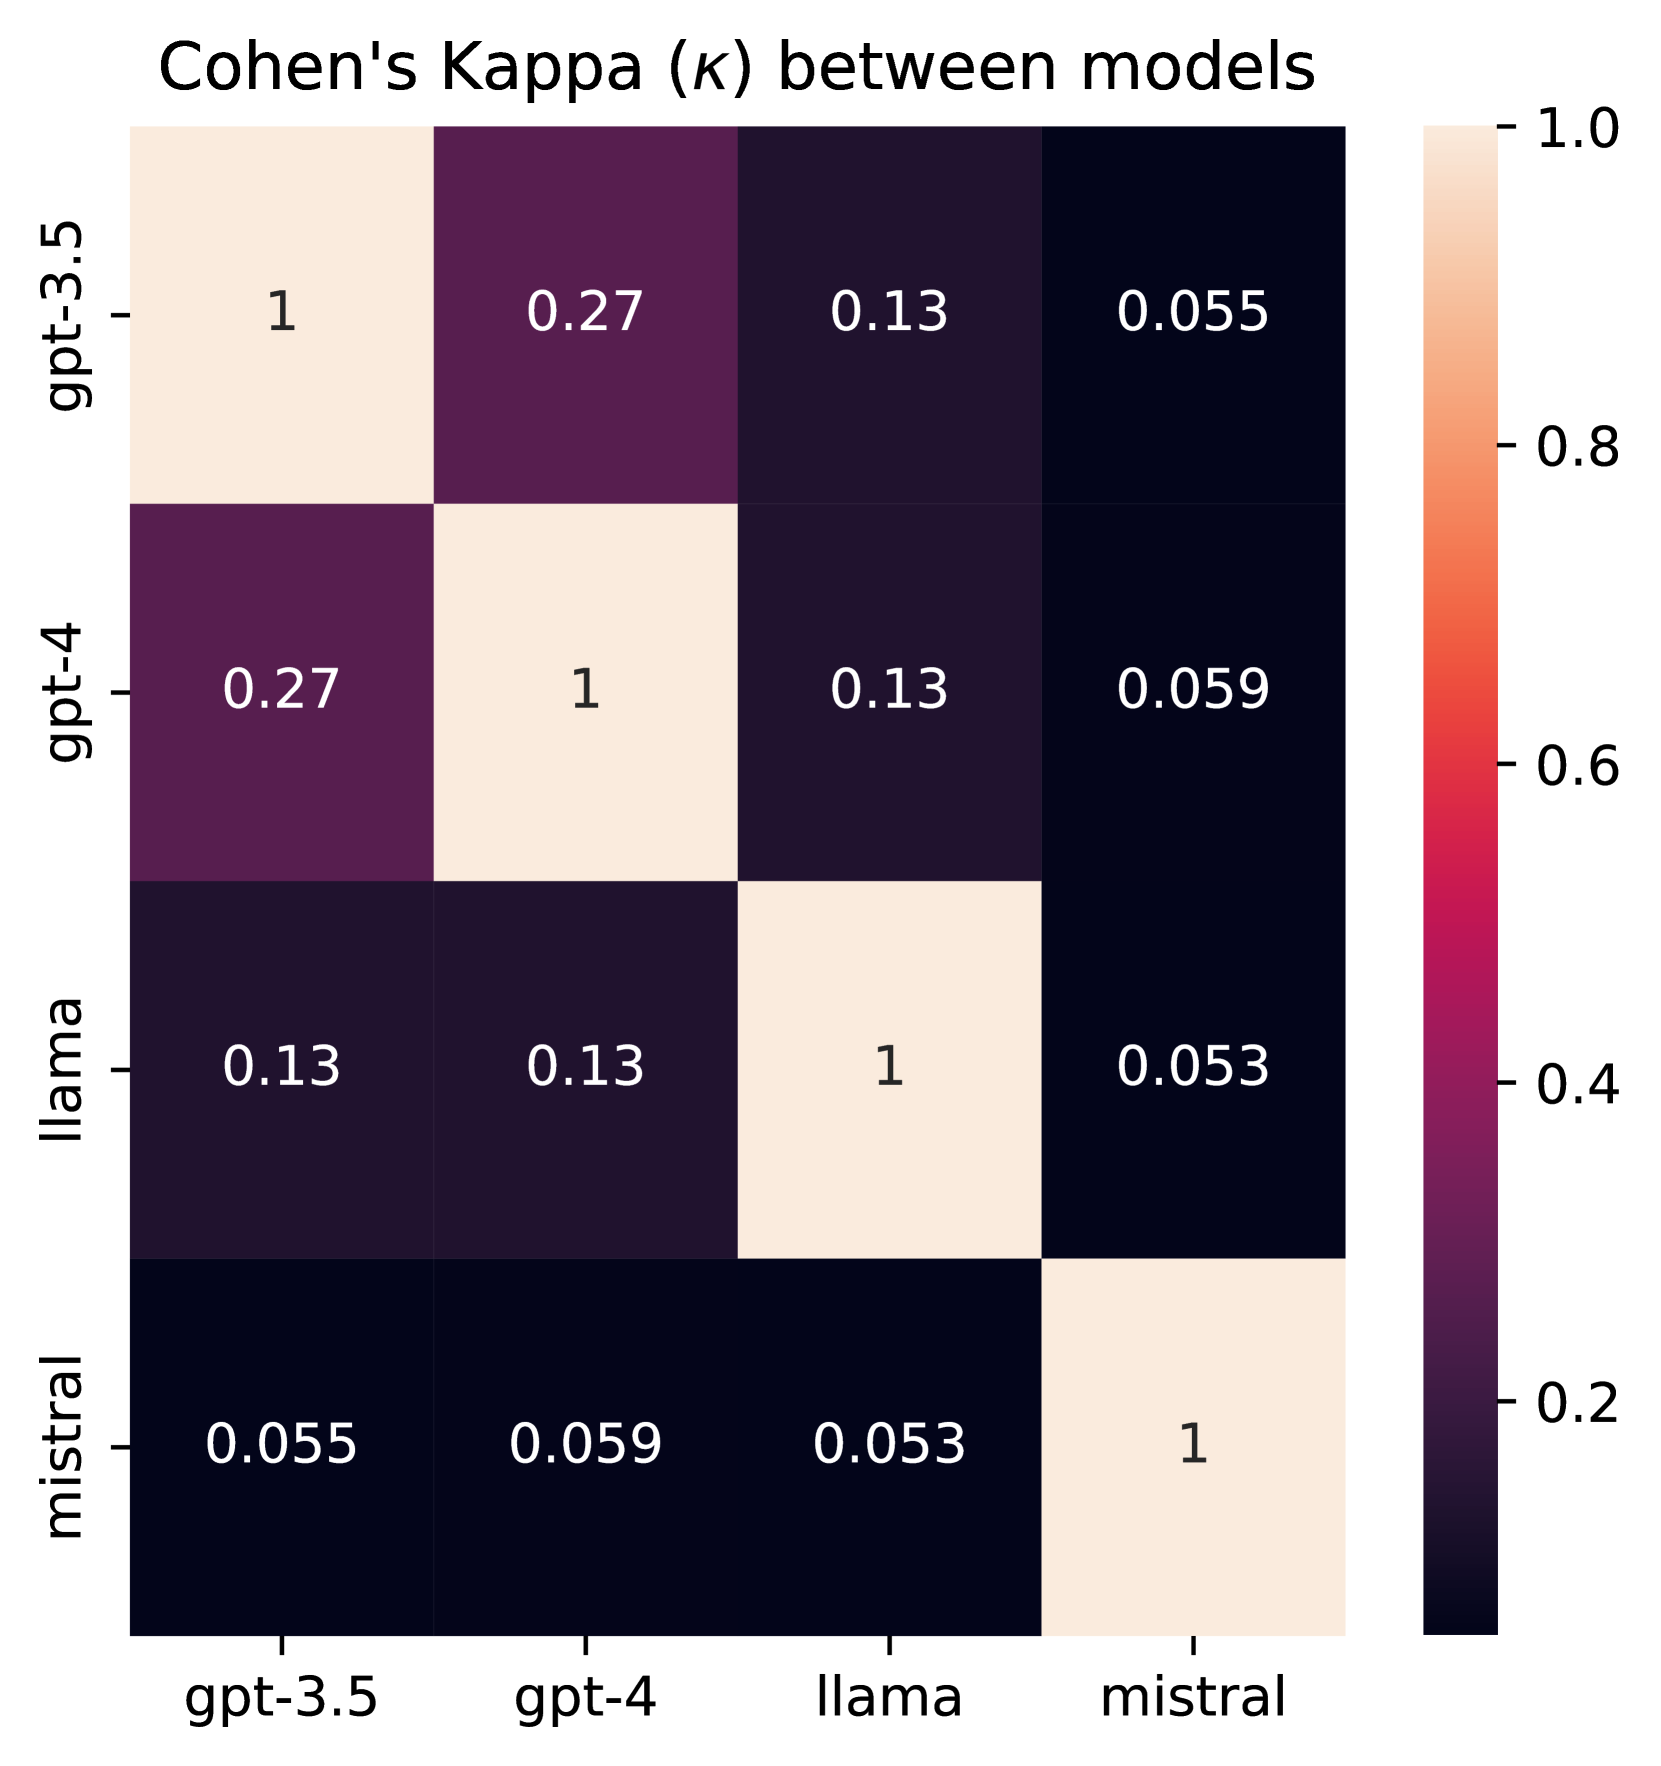 Cohen's Kappa (κ) between models
gpt-3.5
1 0.27 0.13 0.055
gpt-4
0.27 1 0.13 0.059
llama
0.13 0.13 1 0.053
mistral
0.055 0.059 0.053 1
gpt-3.5 gpt-4 llama mistral
1.0
0.8
0.6
0.4
0.2